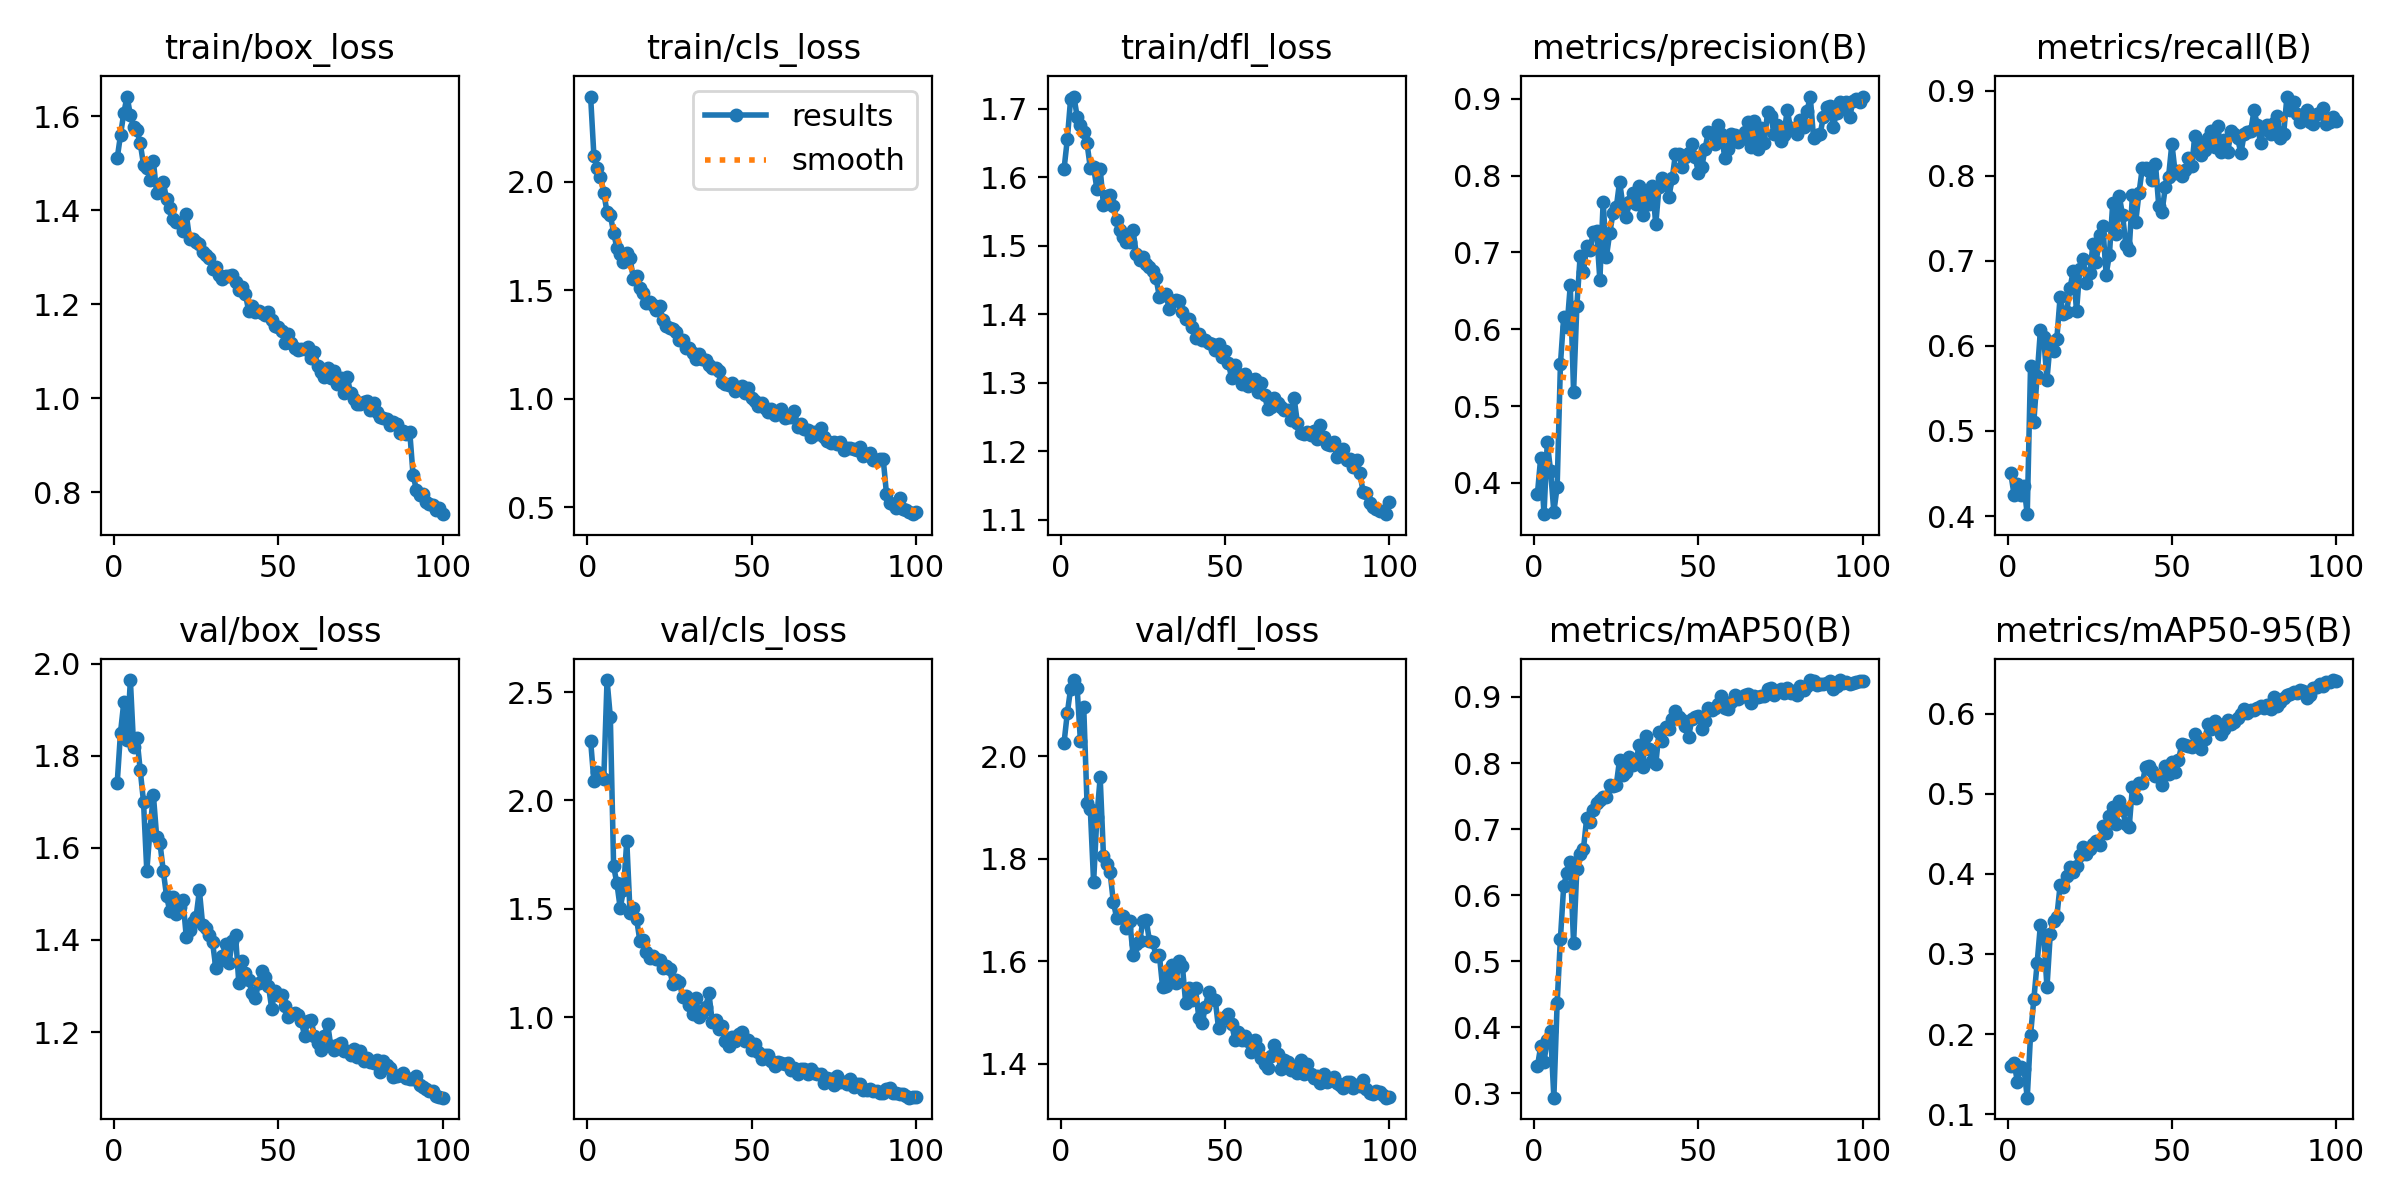 train/box_loss
1.6
1.4
1.2
1.0
0.8
0 50 100
train/cls_loss
results
smooth
2.0
1.5
1.0
0.5
0 50 100
train/dfl_loss
1.7
1.6
1.5
1.4
1.3
1.2
1.1
0 50 100
metrics/precision(B)
0.9
0.8
0.7
0.6
0.5
0.4
0 50 100
metrics/recall(B)
0.9
0.8
0.7
0.6
0.5
0.4
0 50 100
val/box_loss
2.0
1.8
1.6
1.4
1.2
0 50 100
val/cls_loss
2.5
2.0
1.5
1.0
0 50 100
val/dfl_loss
2.0
1.8
1.6
1.4
0 50 100
metrics/mAP50(B)
0.9
0.8
0.7
0.6
0.5
0.4
0.3
0 50 100
metrics/mAP50-95(B)
0.6
0.5
0.4
0.3
0.2
0.1
0 50 100